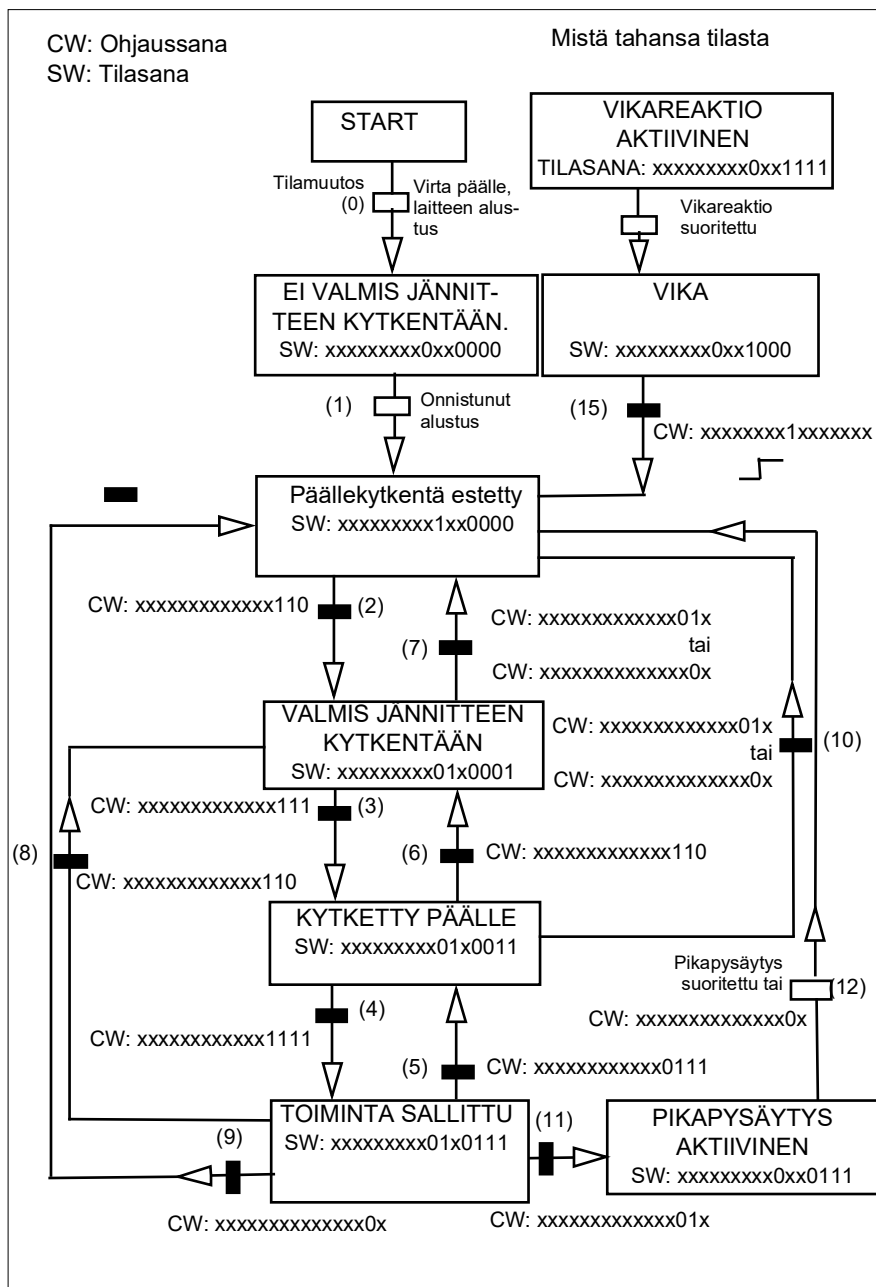 CW: Ohjaussana
SW: Tilasana
Mistä tahansa tilasta
START
VIKAREAKTIO
AKTIIVINEN
TILASANA: xxxxxxxxx0xx1111
Tilamuutos
(0)
Virta päälle,
laitteen alus-
tus
Vikareaktio
suoritettu
EI VALMIS JÄNNIT-
TEEN KYTKENTÄÄN.
SW: xxxxxxxxx0xx0000
VIKA
SW: xxxxxxxxx0xx1000
(1)
Onnistunut
alustus
(15)
CW: xxxxxxxx1xxxxxxx
Päällekytkentä estetty
SW: xxxxxxxxx1xx0000
CW: xxxxxxxxxxxxx110
(2)
(7)
CW: xxxxxxxxxxxxx01x
tai
CW: xxxxxxxxxxxxxx0x
VALMIS JÄNNITTEEN
KYTKENTÄÄN
SW: xxxxxxxxx01x0001
CW: xxxxxxxxxxxxx01x
tai
CW: xxxxxxxxxxxxxx0x
(10)
CW: xxxxxxxxxxxxx111
(3)
(8)
CW: xxxxxxxxxxxxx110
(6)
CW: xxxxxxxxxxxxx110
KYTKETTY PÄÄLLE
SW: xxxxxxxxx01x0011
Pikapysäytys
suoritettu tai
(12)
CW: xxxxxxxxxxxxxx0x
(4)
CW: xxxxxxxxxxxx1111
(5)
CW: xxxxxxxxxxxx0111
TOIMINTA SALLITTU
SW: xxxxxxxxx01x0111
(9)
(11)
PIKAPYSÄYTYS
AKTIIVINEN
SW: xxxxxxxxx0xx0111
CW: xxxxxxxxxxxxxx0x
CW: xxxxxxxxxxxxx01x